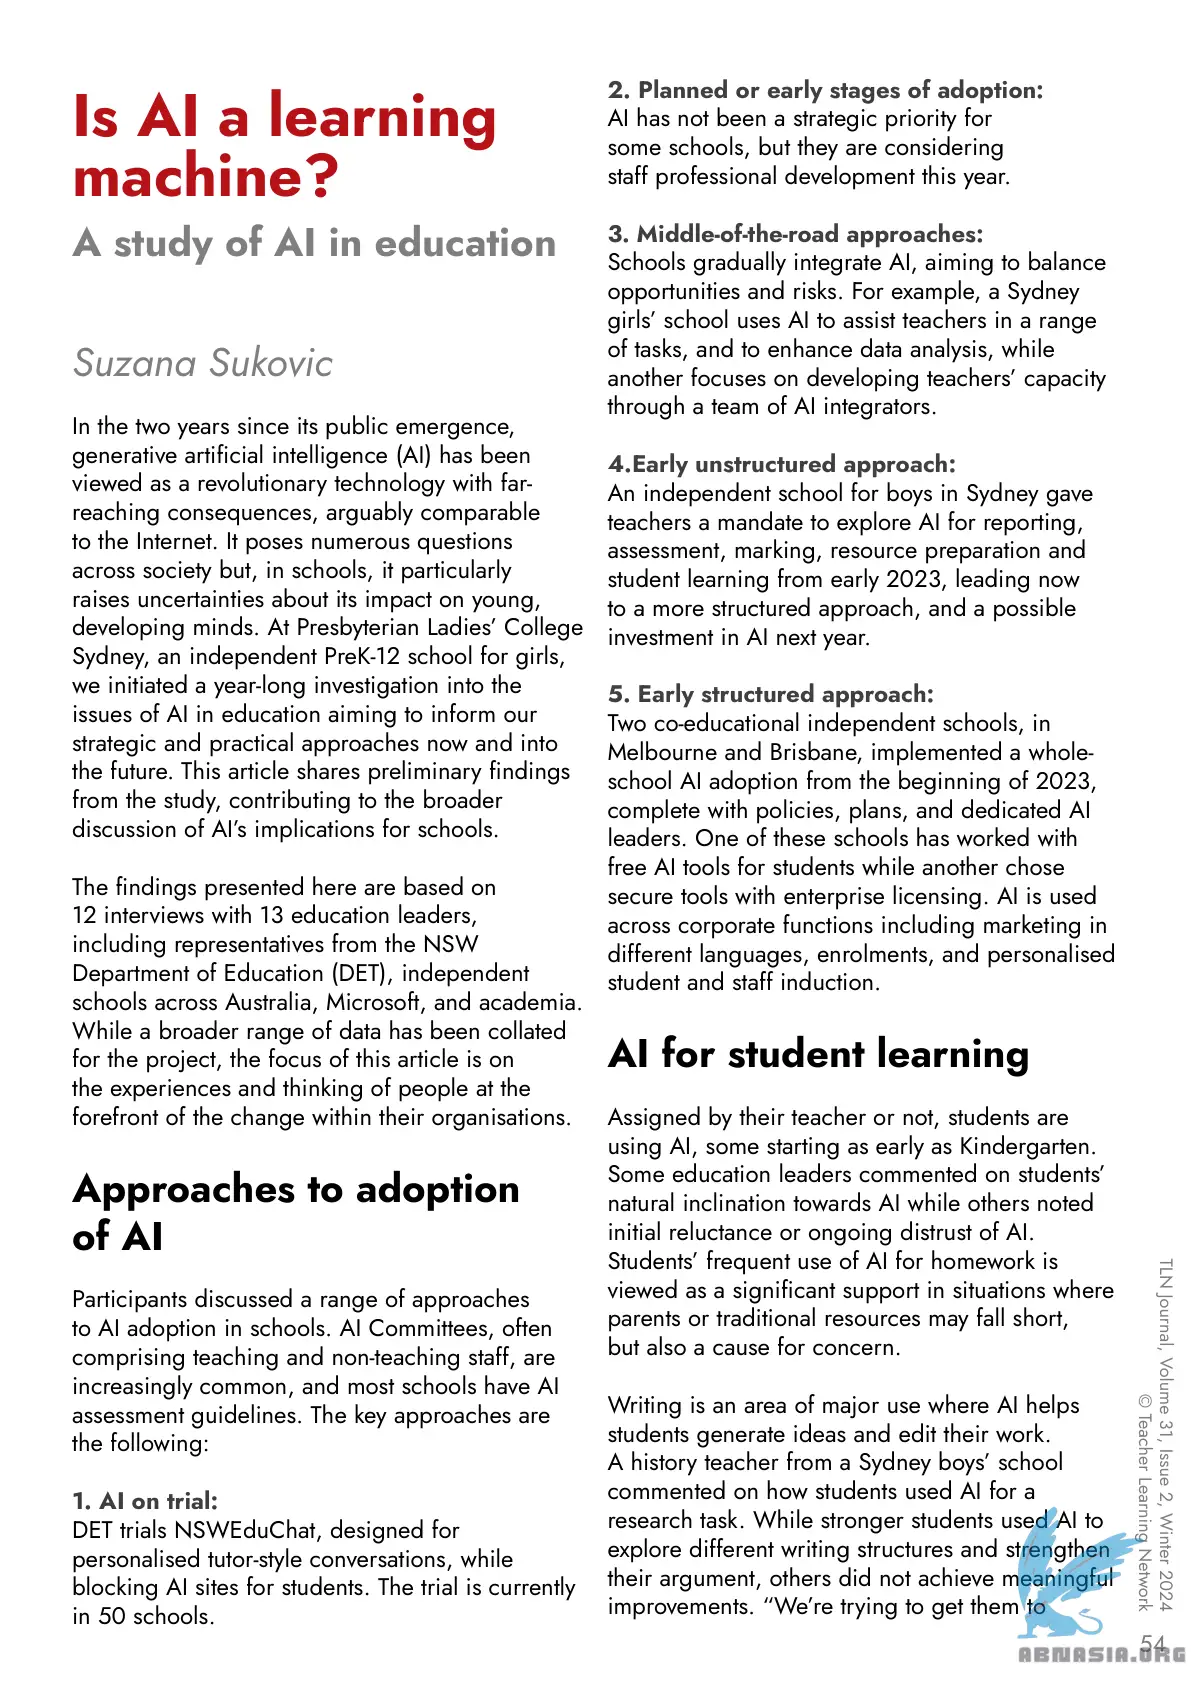 Is AI a learning
machine?
A study of AI in education
Suzana Sukovic
In the two years since its public emergence,
generative artificial intelligence (AI) has been
viewed as a revolutionary technology with far-
reaching consequences, arguably comparable
to the Internet. It poses numerous questions
across society but, in schools, it particularly
raises uncertainties about its impact on young,
developing minds. At Presbyterian Ladies’ College
Sydney, an independent PreK-12 school for girls,
we initiated a year-long investigation into the
issues of AI in education aiming to inform our
strategic and practical approaches now and into
the future. This article shares preliminary findings
from the study, contributing to the broader
discussion of AI’s implications for schools.
The findings presented here are based on
12 interviews with 13 education leaders,
including representatives from the NSW
Department of Education (DET), independent
schools across Australia, Microsoft, and academia.
While a broader range of data has been collated
for the project, the focus of this article is on
the experiences and thinking of people at the
forefront of the change within their organisations.
Approaches to adoption
of AI
Participants discussed a range of approaches
to AI adoption in schools. AI Committees, often
comprising teaching and non-teaching staff, are
increasingly common, and most schools have AI
assessment guidelines. The key approaches are
the following:
1. AI on trial:
DET trials NSWEduChat, designed for
personalised tutor-style conversations, while
blocking AI sites for students. The trial is currently
in 50 schools.
2. Planned or early stages of adoption:
AI has not been a strategic priority for
some schools, but they are considering
staff professional development this year.
3. Middle-of-the-road approaches:
Schools gradually integrate AI, aiming to balance
opportunities and risks. For example, a Sydney
girls’ school uses AI to assist teachers in a range
of tasks, and to enhance data analysis, while
another focuses on developing teachers’ capacity
through a team of AI integrators.
4.Early unstructured approach:
An independent school for boys in Sydney gave
teachers a mandate to explore AI for reporting,
assessment, marking, resource preparation and
student learning from early 2023, leading now
to a more structured approach, and a possible
investment in AI next year.
5. Early structured approach:
Two co-educational independent schools, in
Melbourne and Brisbane, implemented a whole-
school AI adoption from the beginning of 2023,
complete with policies, plans, and dedicated AI
leaders. One of these schools has worked with
free AI tools for students while another chose
secure tools with enterprise licensing. AI is used
across corporate functions including marketing in
different languages, enrolments, and personalised
student and staff induction.
AI for student learning
Assigned by their teacher or not, students are
using AI, some starting as early as Kindergarten.
Some education leaders commented on students’
natural inclination towards AI while others noted
initial reluctance or ongoing distrust of AI.
Students’ frequent use of AI for homework is
viewed as a significant support in situations where
parents or traditional resources may fall short,
but also a cause for concern.
Writing is an area of major use where AI helps
students generate ideas and edit their work.
A history teacher from a Sydney boys’ school
commented on how students used AI for a
research task. While stronger students used AI to
explore different writing structures and strengthen
their argument, others did not achieve meaningful
improvements. “We’re trying to get them to
TLN Journal, Volume 31, Issue 2, Winter 2024
© Teacher Learning Network
54
ABNASIA.ORG